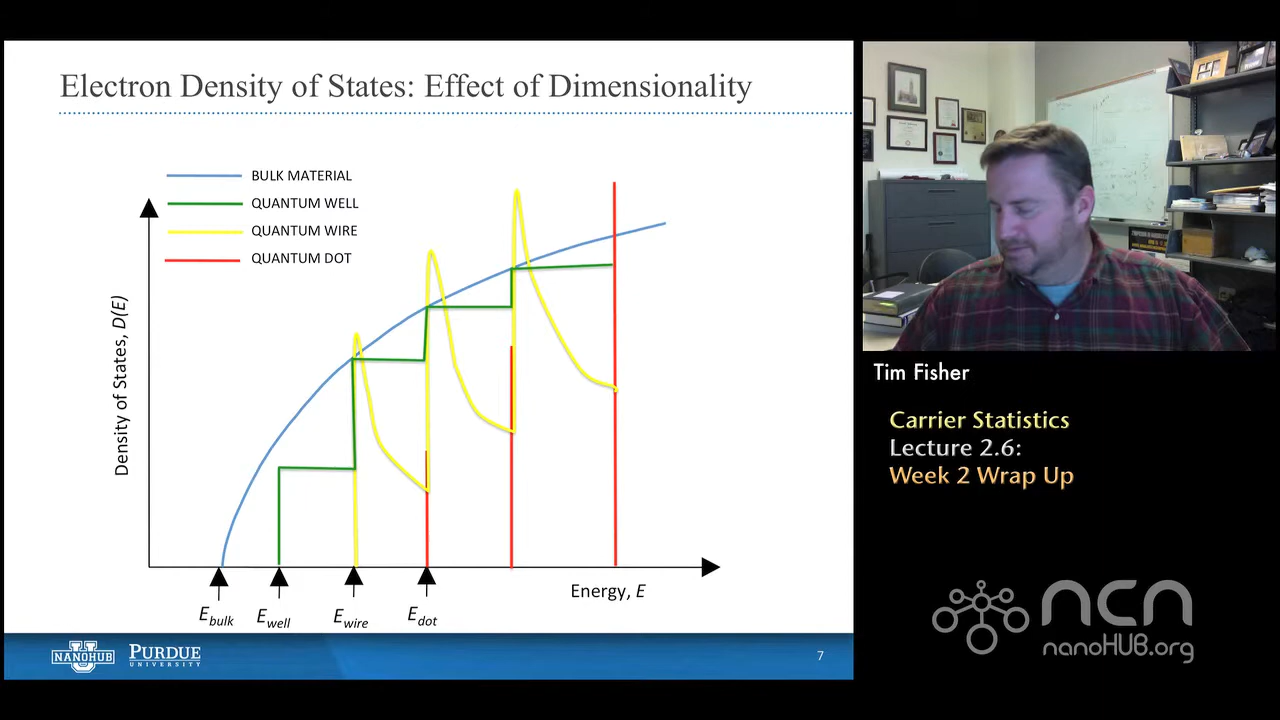 Electron Density of States: Effect of Dimensionality
BULK MATERIAL
QUANTUM WELL
QUANTUM WIRE
QUANTUM DOT
Density of States, D(E)
Energy, E
E_bulk
E_well
E_wire
E_dot
NANOHUB
U
PURDUE
UNIVERSITY
7
Tim Fisher
Carrier Statistics
Lecture 2.6:
Week 2 Wrap Up
ncn
nanoHUB.org